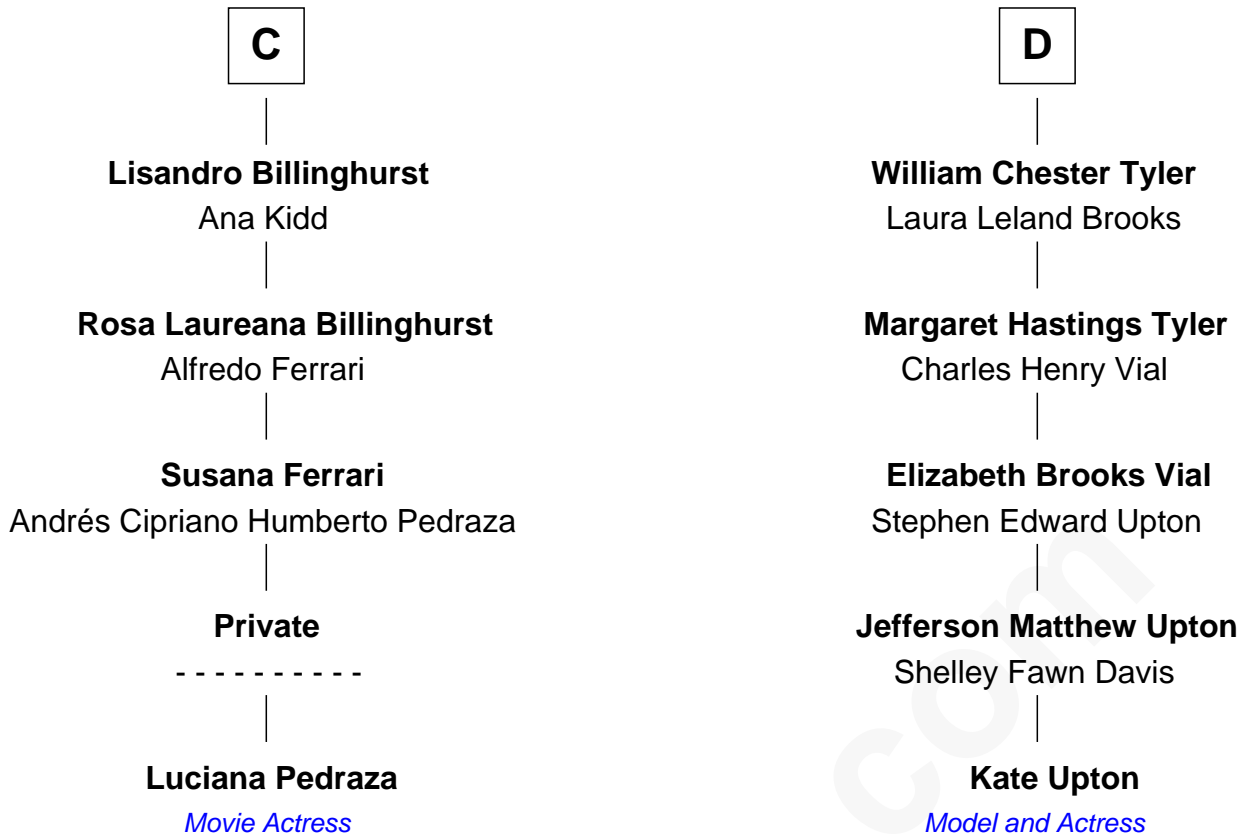 C
Lisandro Billinghurst
Ana Kidd
Rosa Laureana Billinghurst
Alfredo Ferrari
Susana Ferrari
Andrés Cipriano Humberto Pedraza
Private
- - - - - - - - - -
Luciana Pedraza
Movie Actress
D
William Chester Tyler
Laura Leland Brooks
Margaret Hastings Tyler
Charles Henry Vial
Elizabeth Brooks Vial
Stephen Edward Upton
Jefferson Matthew Upton
Shelley Fawn Davis
Kate Upton
Model and Actress
com